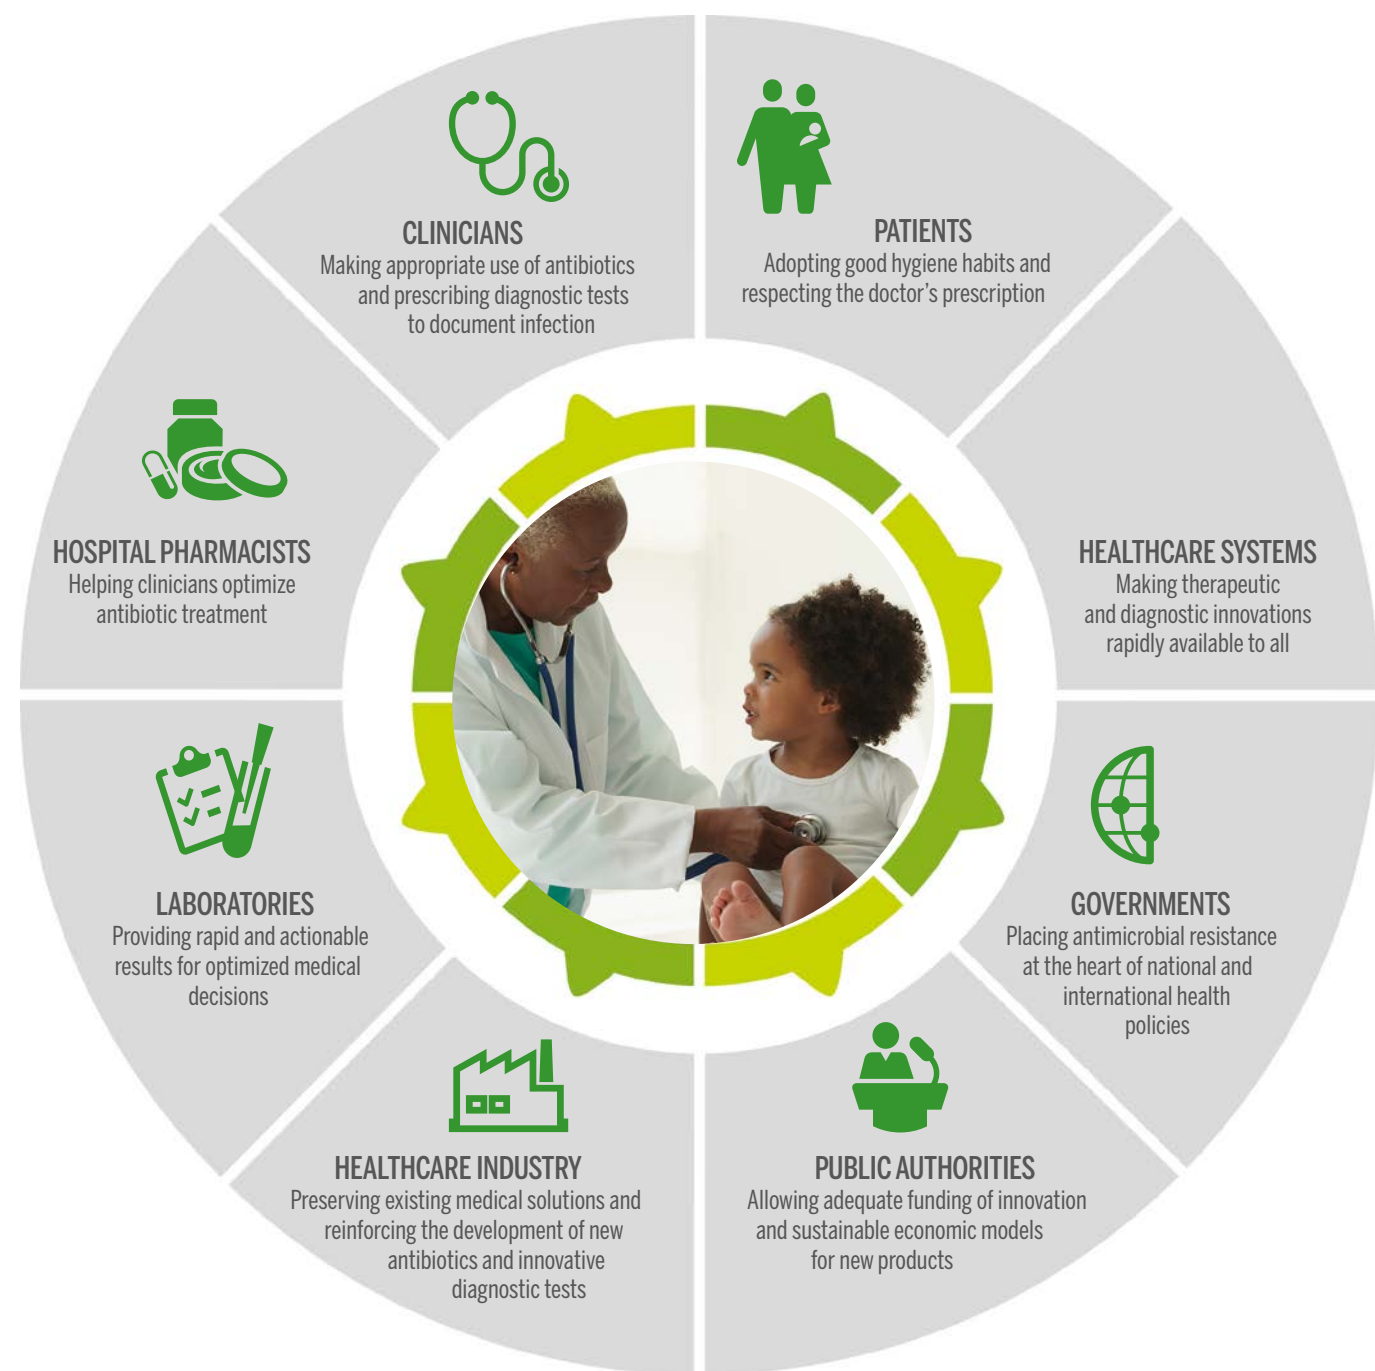 CLINICIANS
Making appropriate use of antibiotics
and prescribing diagnostic tests
to document infection
PATIENTS
Adopting good hygiene habits and
respecting the doctor's prescription
HEALTHCARE SYSTEMS
Making therapeutic
and diagnostic innovations
rapidly available to all
GOVERNMENTS
Placing antimicrobial resistance
at the heart of national and
international health
policies
PUBLIC AUTHORITIES
Allowing adequate funding of innovation
and sustainable economic models
for new products
HEALTHCARE INDUSTRY
Preserving existing medical solutions and
reinforcing the development of new
antibiotics and innovative
diagnostic tests
LABORATORIES
Providing rapid and actionable
results for optimized medical
decisions
HOSPITAL PHARMACISTS
Helping clinicians optimize
antibiotic treatment